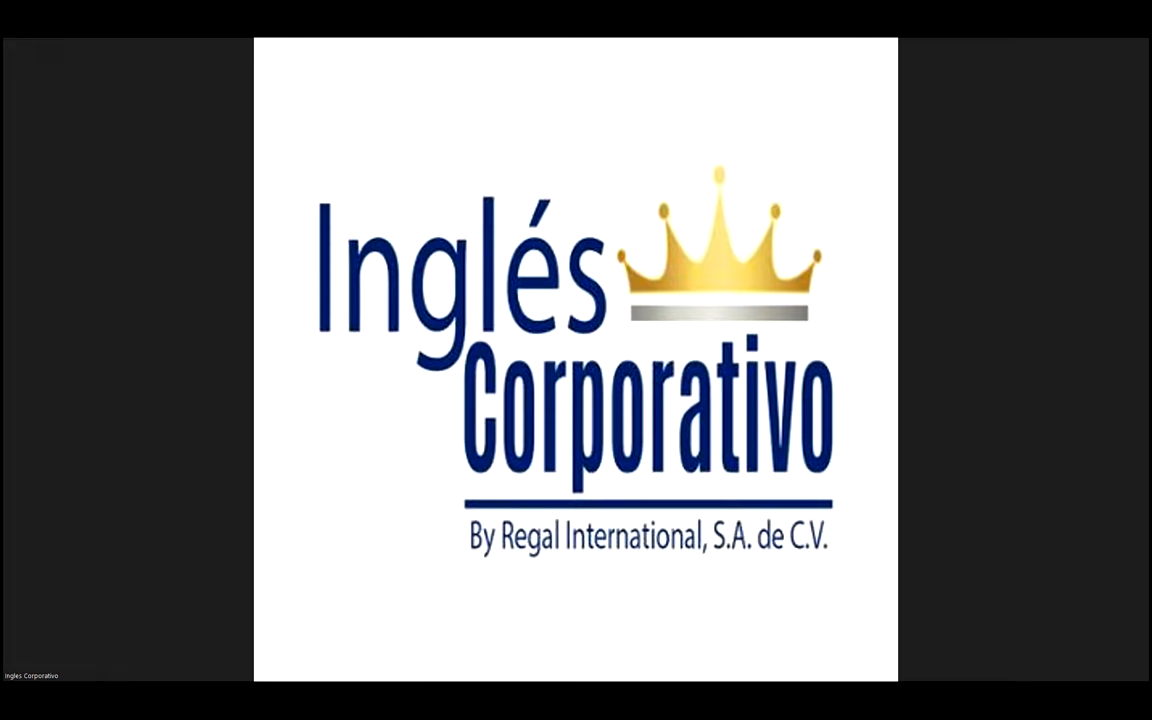 Inglés
Corporativo
By Regal International, S.A. de C.V.
Ingles Corporativo